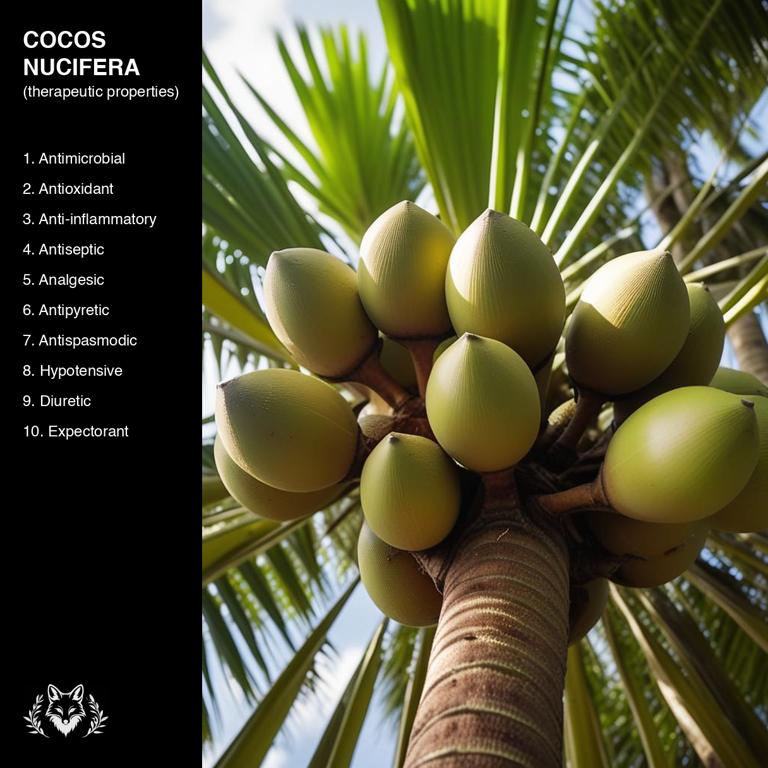 COCOS
NUCIFERA
(therapeutic properties)
1. Antimicrobial
2. Antioxidant
3. Anti-inflammatory
4. Antiseptic
5. Analgesic
6. Antipyretic
7. Antispasmodic
8. Hypotensive
9. Diuretic
10. Expectorant